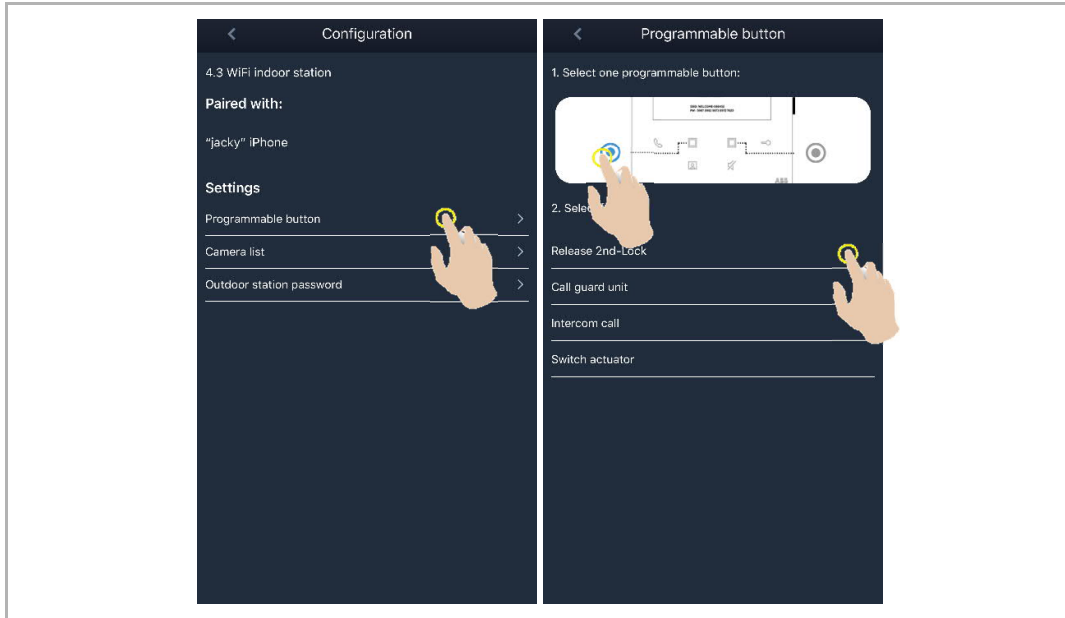 Configuration
4.3 WiFi indoor station
Paired with:
"jacky" iPhone
Settings
Programmable button
Camera list
Outdoor station password
Programmable button
1. Select one programmable button:
ABB
2. Selec
Release 2nd-Lock
Call guard unit
Intercom call
Switch actuator